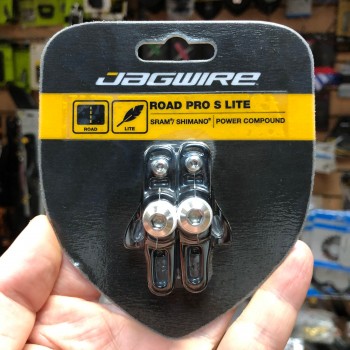 JAGWIRE
ROAD PRO S LITE
SRAM®/SHIMANO® POWER COMPOUND
ROAD
LITE